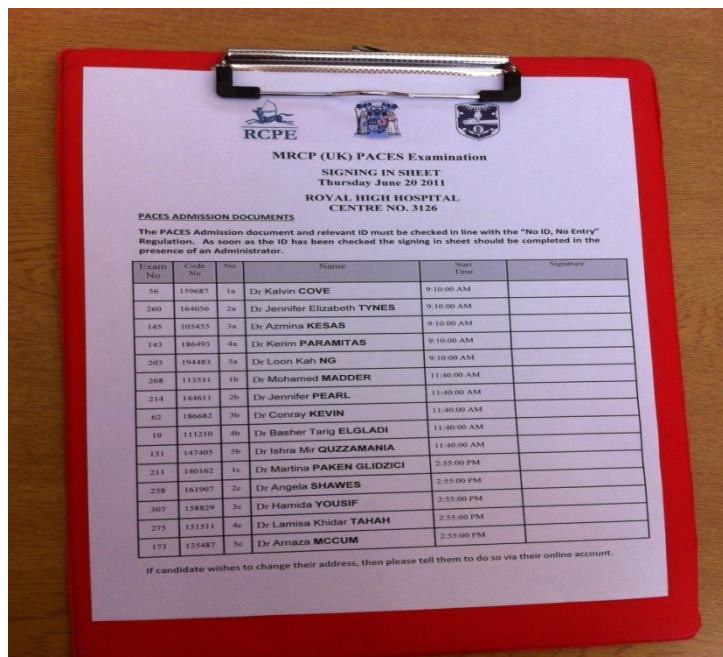 RCPE
MRCP (UK) PACES Examination
SIGNING IN SHEET
Thursday June 20 2011
ROYAL HIGH HOSPITAL
CENTRE NO. 3126
PACES ADMISSION DOCUMENTS
The PACES Admission document and relevant ID must be checked in line with the “No ID, No Entry”
Regulation. As soon as the ID has been checked the signing in sheet should be completed in the
presence of an Administrator.
Exam No Code No No Name Start Time Signature
56 159687 1a Dr Kalvin COVE 9:10:00 AM
260 164056 2a Dr Jennifer Elizabeth TYNES 9:10:00 AM
145 105455 3a Dr Azmina KESAS 9:10:00 AM
143 186493 4a Dr Kerim PARAMITAS 9:10:00 AM
203 194483 5a Dr Loon Kah NG 9:10:00 AM
268 113531 1b Dr Mohamed MADDER 11:40:00 AM
214 144611 2b Dr Jennifer PEARL 11:40:00 AM
62 186682 3b Dr Conray KEVIN 11:40:00 AM
19 111210 4b Dr Basher Tarig ELGLADI 11:40:00 AM
131 147405 5b Dr Ishra Mir QUZZAMANIA 11:40:00 AM
211 140162 1c Dr Martina PAKEN GLIDZICI 2:55:00 PM
258 161907 2c Dr Angela SHAWES 2:55:00 PM
307 158829 3c Dr Hamida YOUSIF 2:55:00 PM
275 151511 4c Dr Lamisa Khidar TAHAH 2:55:00 PM
173 135487 5c Dr Arnaza MCCUM 2:55:00 PM
If candidate wishes to change their address, then please tell them to do so via their online account.